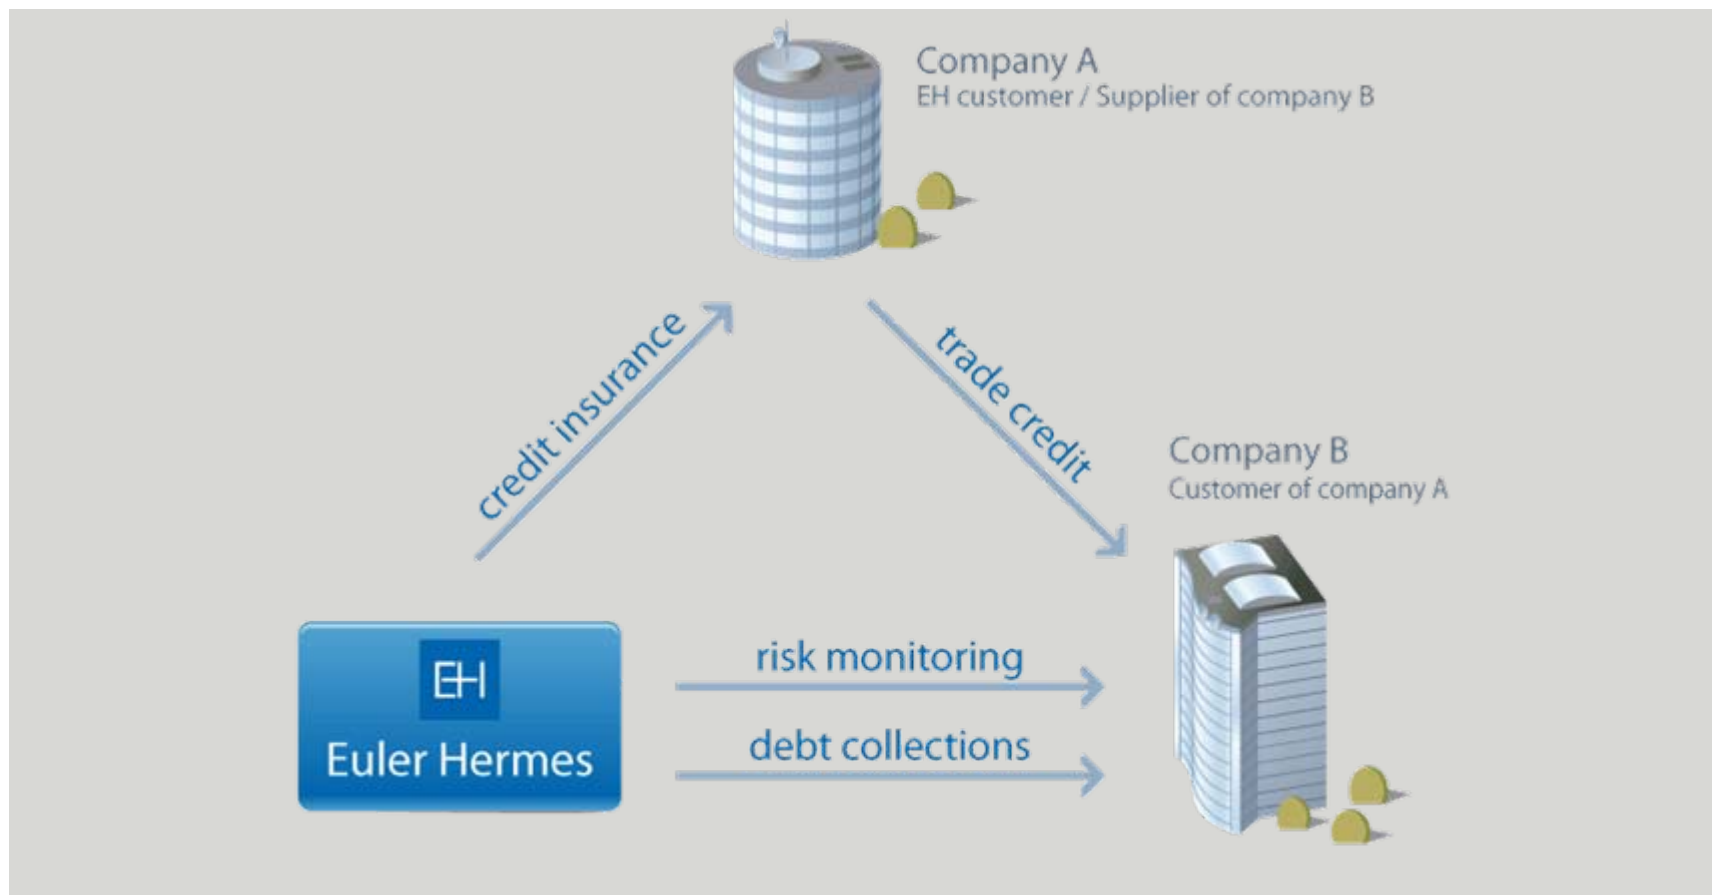 Company A
EH customer / Supplier of company B
credit insurance
trade credit
Company B
Customer of company A
EH
Euler Hermes
risk monitoring
debt collections